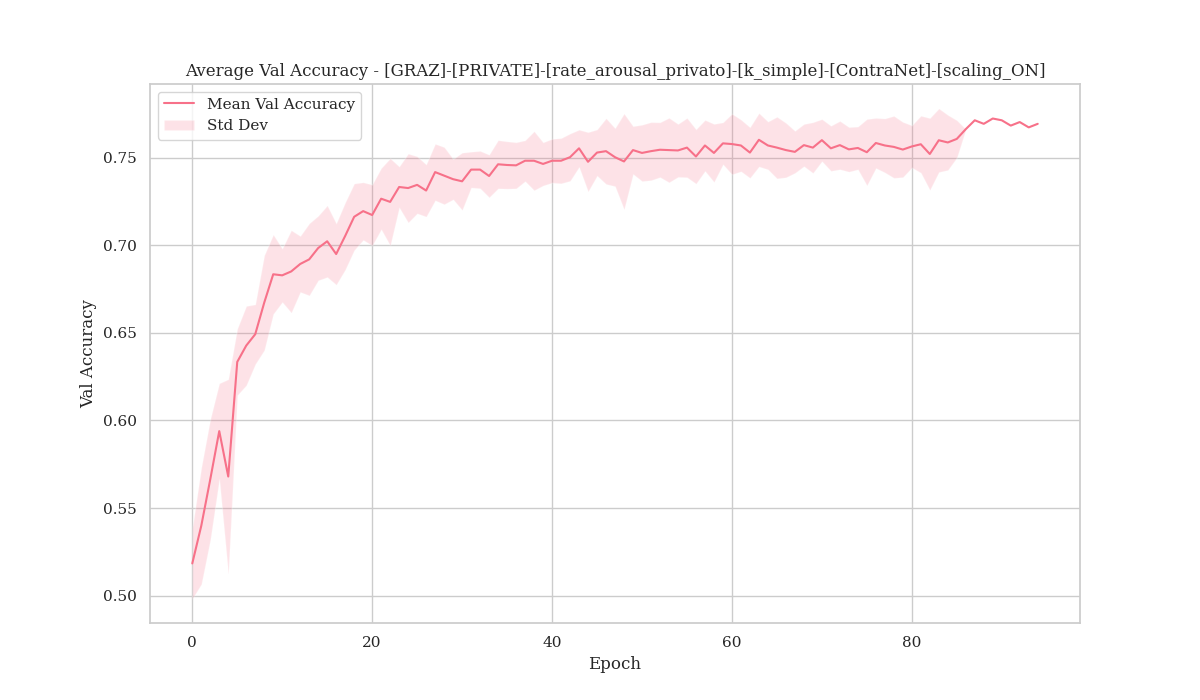 Average Val Accuracy - [GRAZ]-[PRIVATE]-[rate_arousal_privato]-[k_simple]-[ContraNet]-[scaling_ON]
Mean Val Accuracy
Std Dev
0.75
0.70
0.65
0.60
0.55
0.50
Val Accuracy
0 20 40 60 80
Epoch